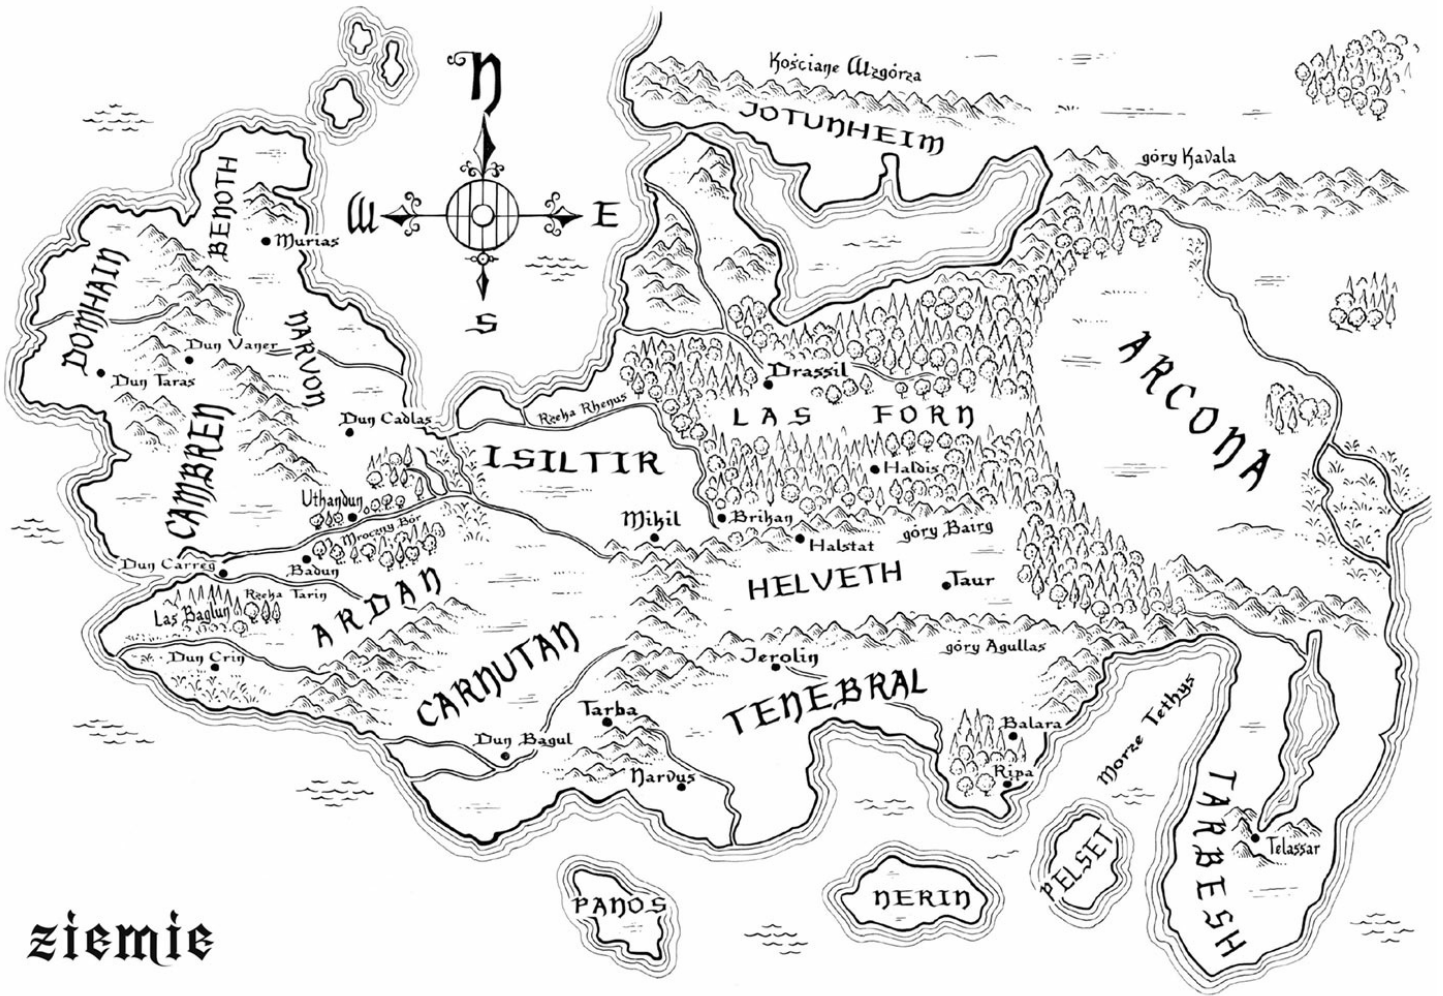 N
Kościane Wzgórza
JOTUNHEIM
góry Kavala
BENOTH
W
E
Murias
S
DOMHAIN
NARVON
Dun Vaner
Dun Taras
ARCONA
Drassil
Rzeka Rhenus
LAS FORN
CAMBREN
Dun Cadlas
ISILTIR
Haldis
Uthandun
Mikil
Brihan
Mroczny Bór
góry Bairg
Halstat
Dun Carreg
Badun
HELVETH
Taur
Rzeka Tarin
Las Baglun
ARDAN
Dun Crin
Jerolin
góry Agullas
CARNUTAN
TENEBRAL
Morze Tethys
Tarba
Balara
Dun Bagul
Narvus
Ripa
TARBESH
Telassar
PELSET
PANOS
NERIN
ziemie